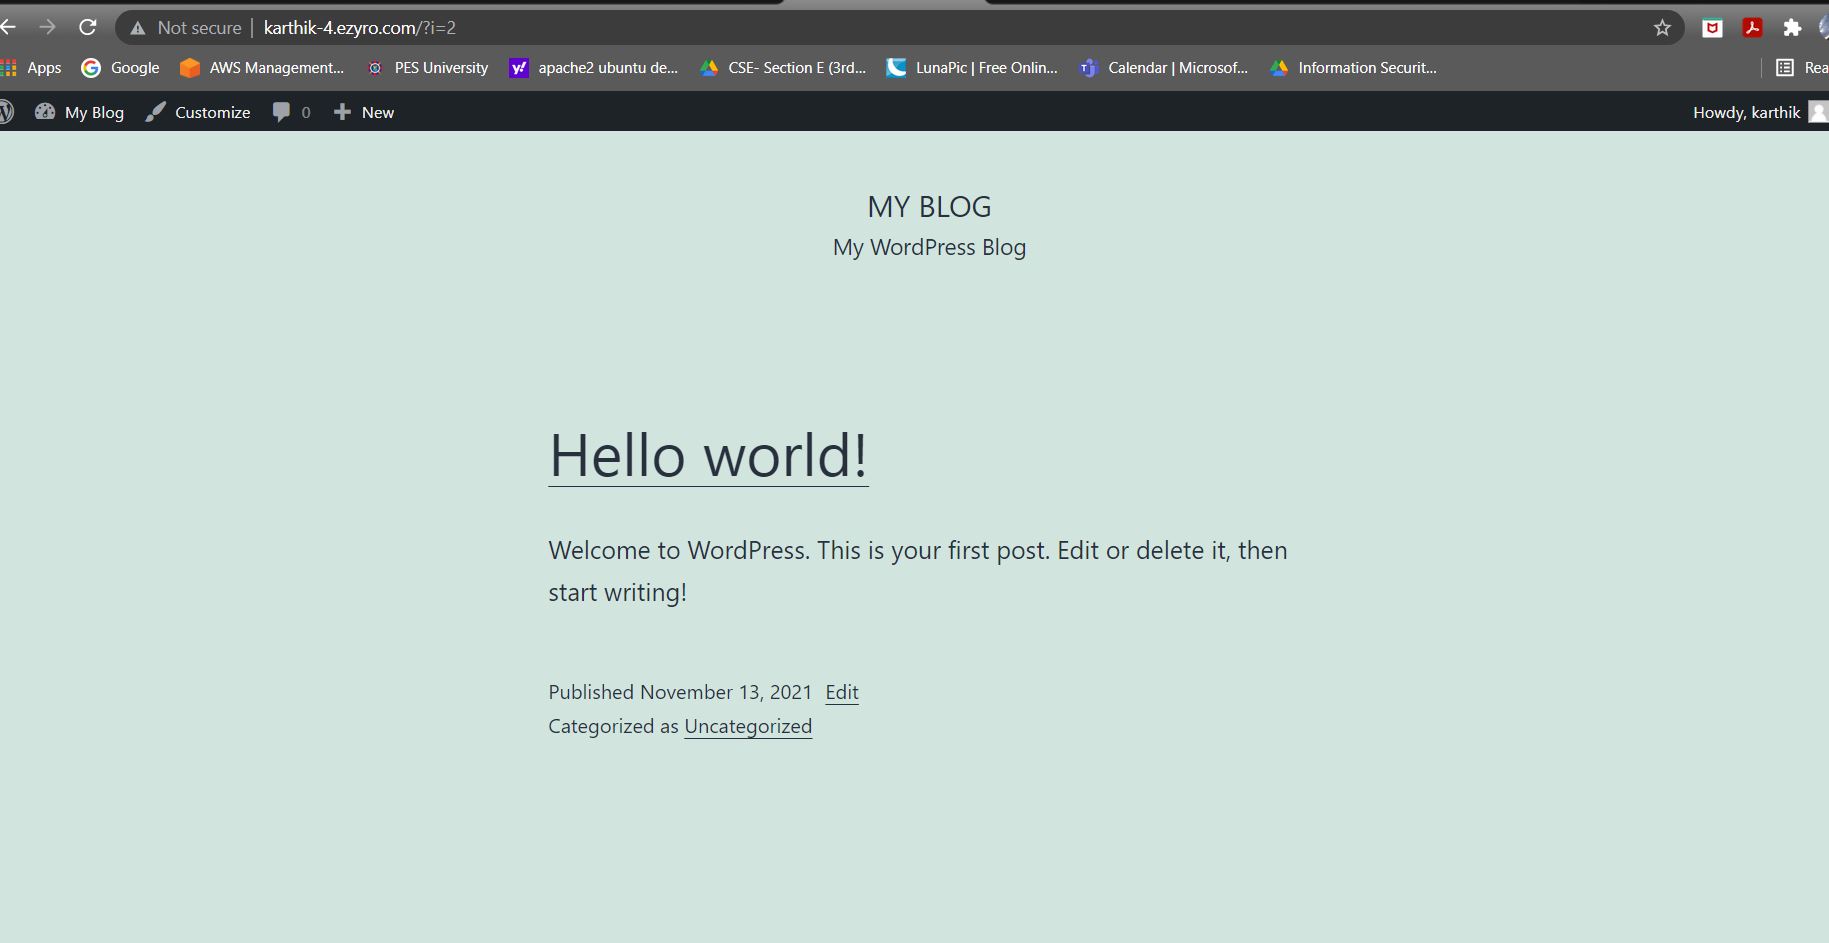 Not secure | karthik-4.ezyro.com/?i=2
Apps Google AWS Management... PES University apache2 ubuntu de... CSE- Section E (3rd... LunaPic | Free Onlin... Calendar | Microsof... Information Securit... Rea
My Blog Customize 0 New Howdy, karthik
MY BLOG
My WordPress Blog
Hello world!
Welcome to WordPress. This is your first post. Edit or delete it, then
start writing!
Published November 13, 2021 Edit
Categorized as Uncategorized